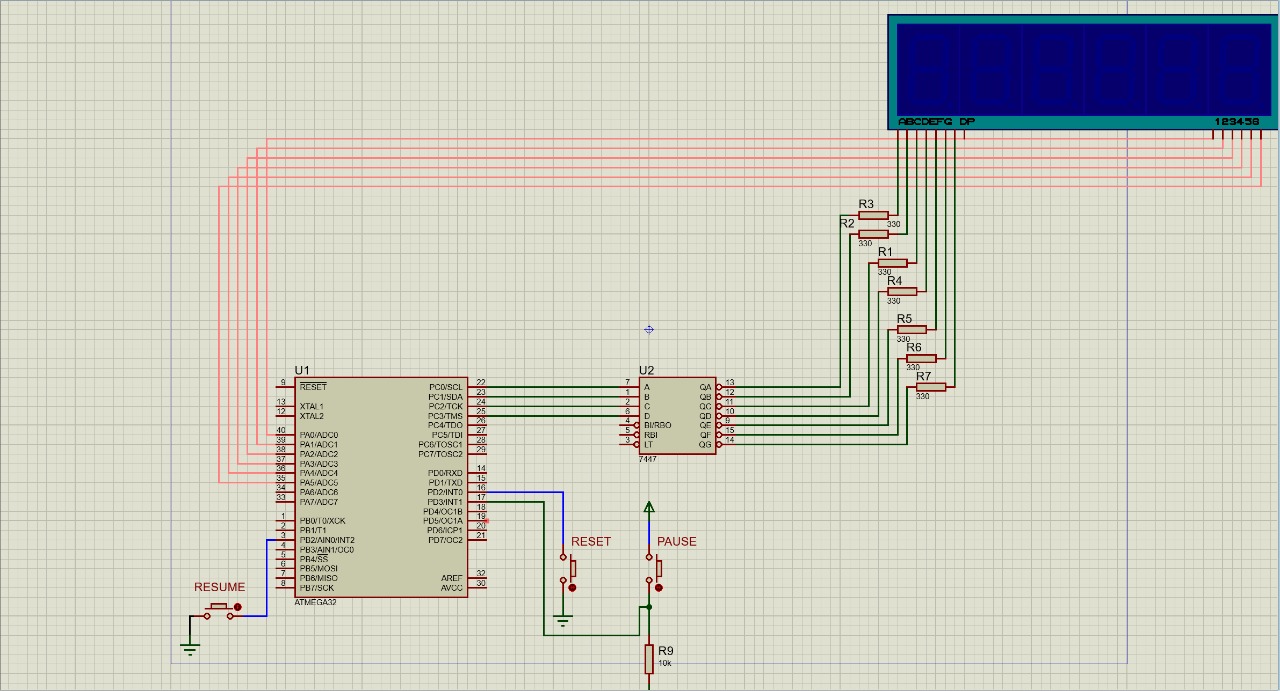 ABCDEFG DP
123456
R3
330
R2
330
R1
330
R4
330
R5
330
R6
330
R7
330
U1
9 RESET PC0/SCL 22
PC1/SDA 23
13 XTAL1 PC2/TCK 24
12 XTAL2 PC3/TMS 25
PC4/TDO 26
40 PA0/ADC0 PC5/TDI 27
39 PA1/ADC1 PC6/TOSC1 28
38 PA2/ADC2 PC7/TOSC2 29
37 PA3/ADC3
36 PA4/ADC4 PD0/RXD 14
35 PA5/ADC5 PD1/TXD 15
34 PA6/ADC6 PD2/INT0 16
33 PA7/ADC7 PD3/INT1 17
PD4/OC1B 18
1 PB0/T0/XCK PD5/OC1A 19
2 PB1/T1 PD6/ICP1 20
3 PB2/AIN0/INT2 PD7/OC2 21
4 PB3/AIN1/OC0
5 PB4/SS
6 PB5/MOSI
7 PB6/MISO AREF 32
8 PB7/SCK AVCC 30
ATMEGA32
U2
7 A QA 13
1 B QB 12
2 C QC 11
6 D QD 10
4 BI/RBO QE 9
5 RBI QF 15
3 LT QG 14
7447
RESET
PAUSE
RESUME
R9
10k